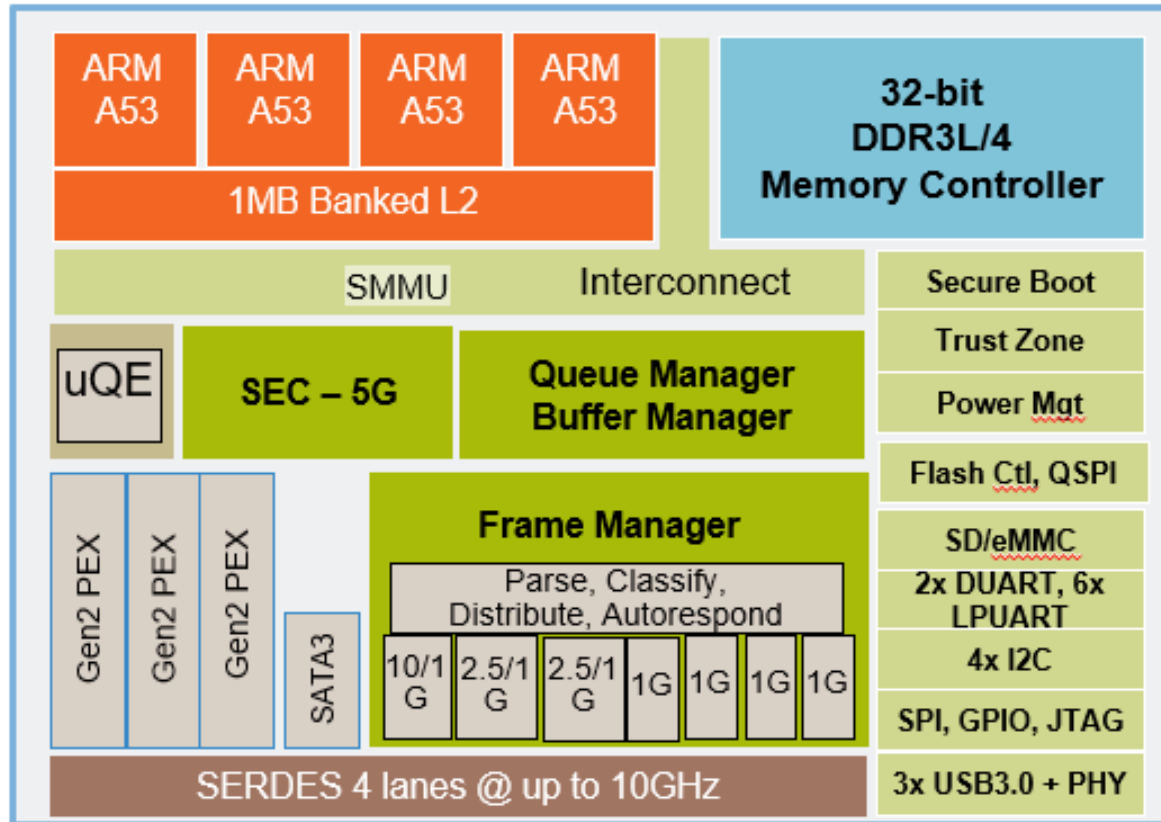 ARM
A53
ARM
A53
ARM
A53
ARM
A53
1MB Banked L2
32-bit
DDR3L/4
Memory Controller
SMMU
Interconnect
Secure Boot
Trust Zone
Power Mgt
uQE
SEC – 5G
Queue Manager
Buffer Manager
Flash Ctl, QSPI
SD/eMMC
2x DUART, 6x
LPUART
4x I2C
SPI, GPIO, JTAG
3x USB3.0 + PHY
Gen2 PEX
Gen2 PEX
Gen2 PEX
SATA3
Frame Manager
Parse, Classify,
Distribute, Autorespond
10/1
G
2.5/1
G
2.5/1
G
1G
1G
1G
1G
SERDES 4 lanes @ up to 10GHz